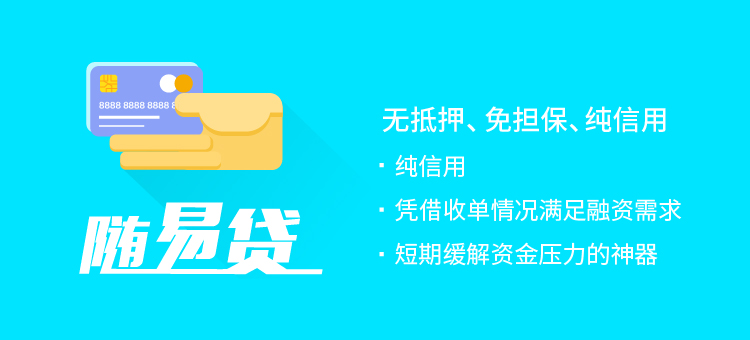 8888 8888 8888 8
随易贷
无抵押、免担保、纯信用
· 纯信用
· 凭借收单情况满足融资需求
· 短期缓解资金压力的神器